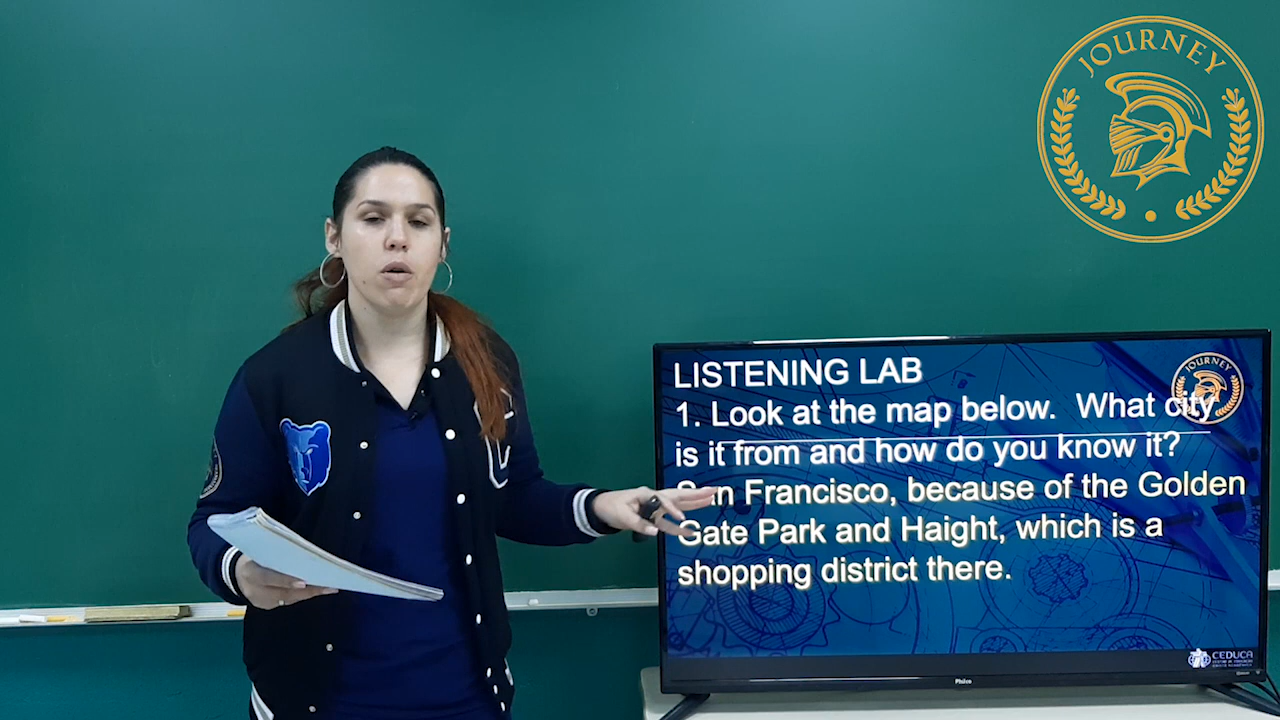 JOURNEY
LISTENING LAB
JOURNEY
1. Look at the map below. What city
is it from and how do you know it?
San Francisco, because of the Golden
Gate Park and Haight, which is a
shopping district there.
CEDUCA
Philco